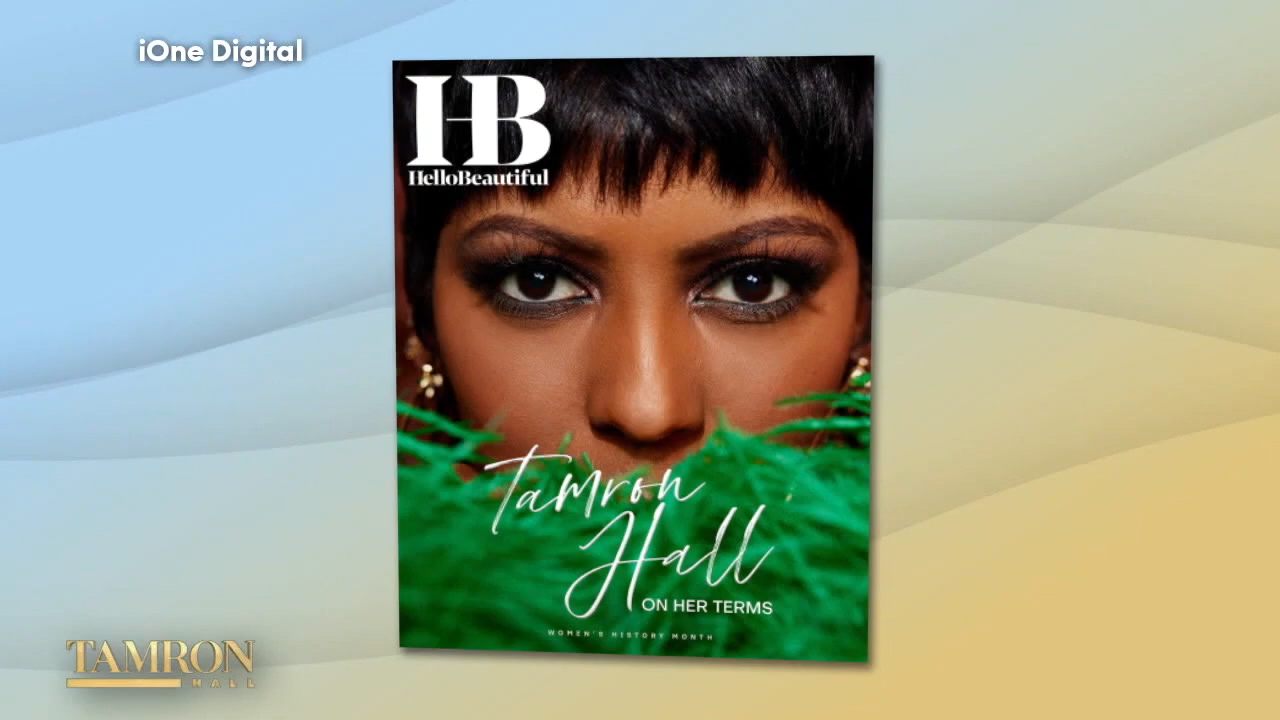 iOne Digital
HB
HelloBeautiful
Tamron
Hall
ON HER TERMS
WOMEN'S HISTORY MONTH
TAMRON
HALL